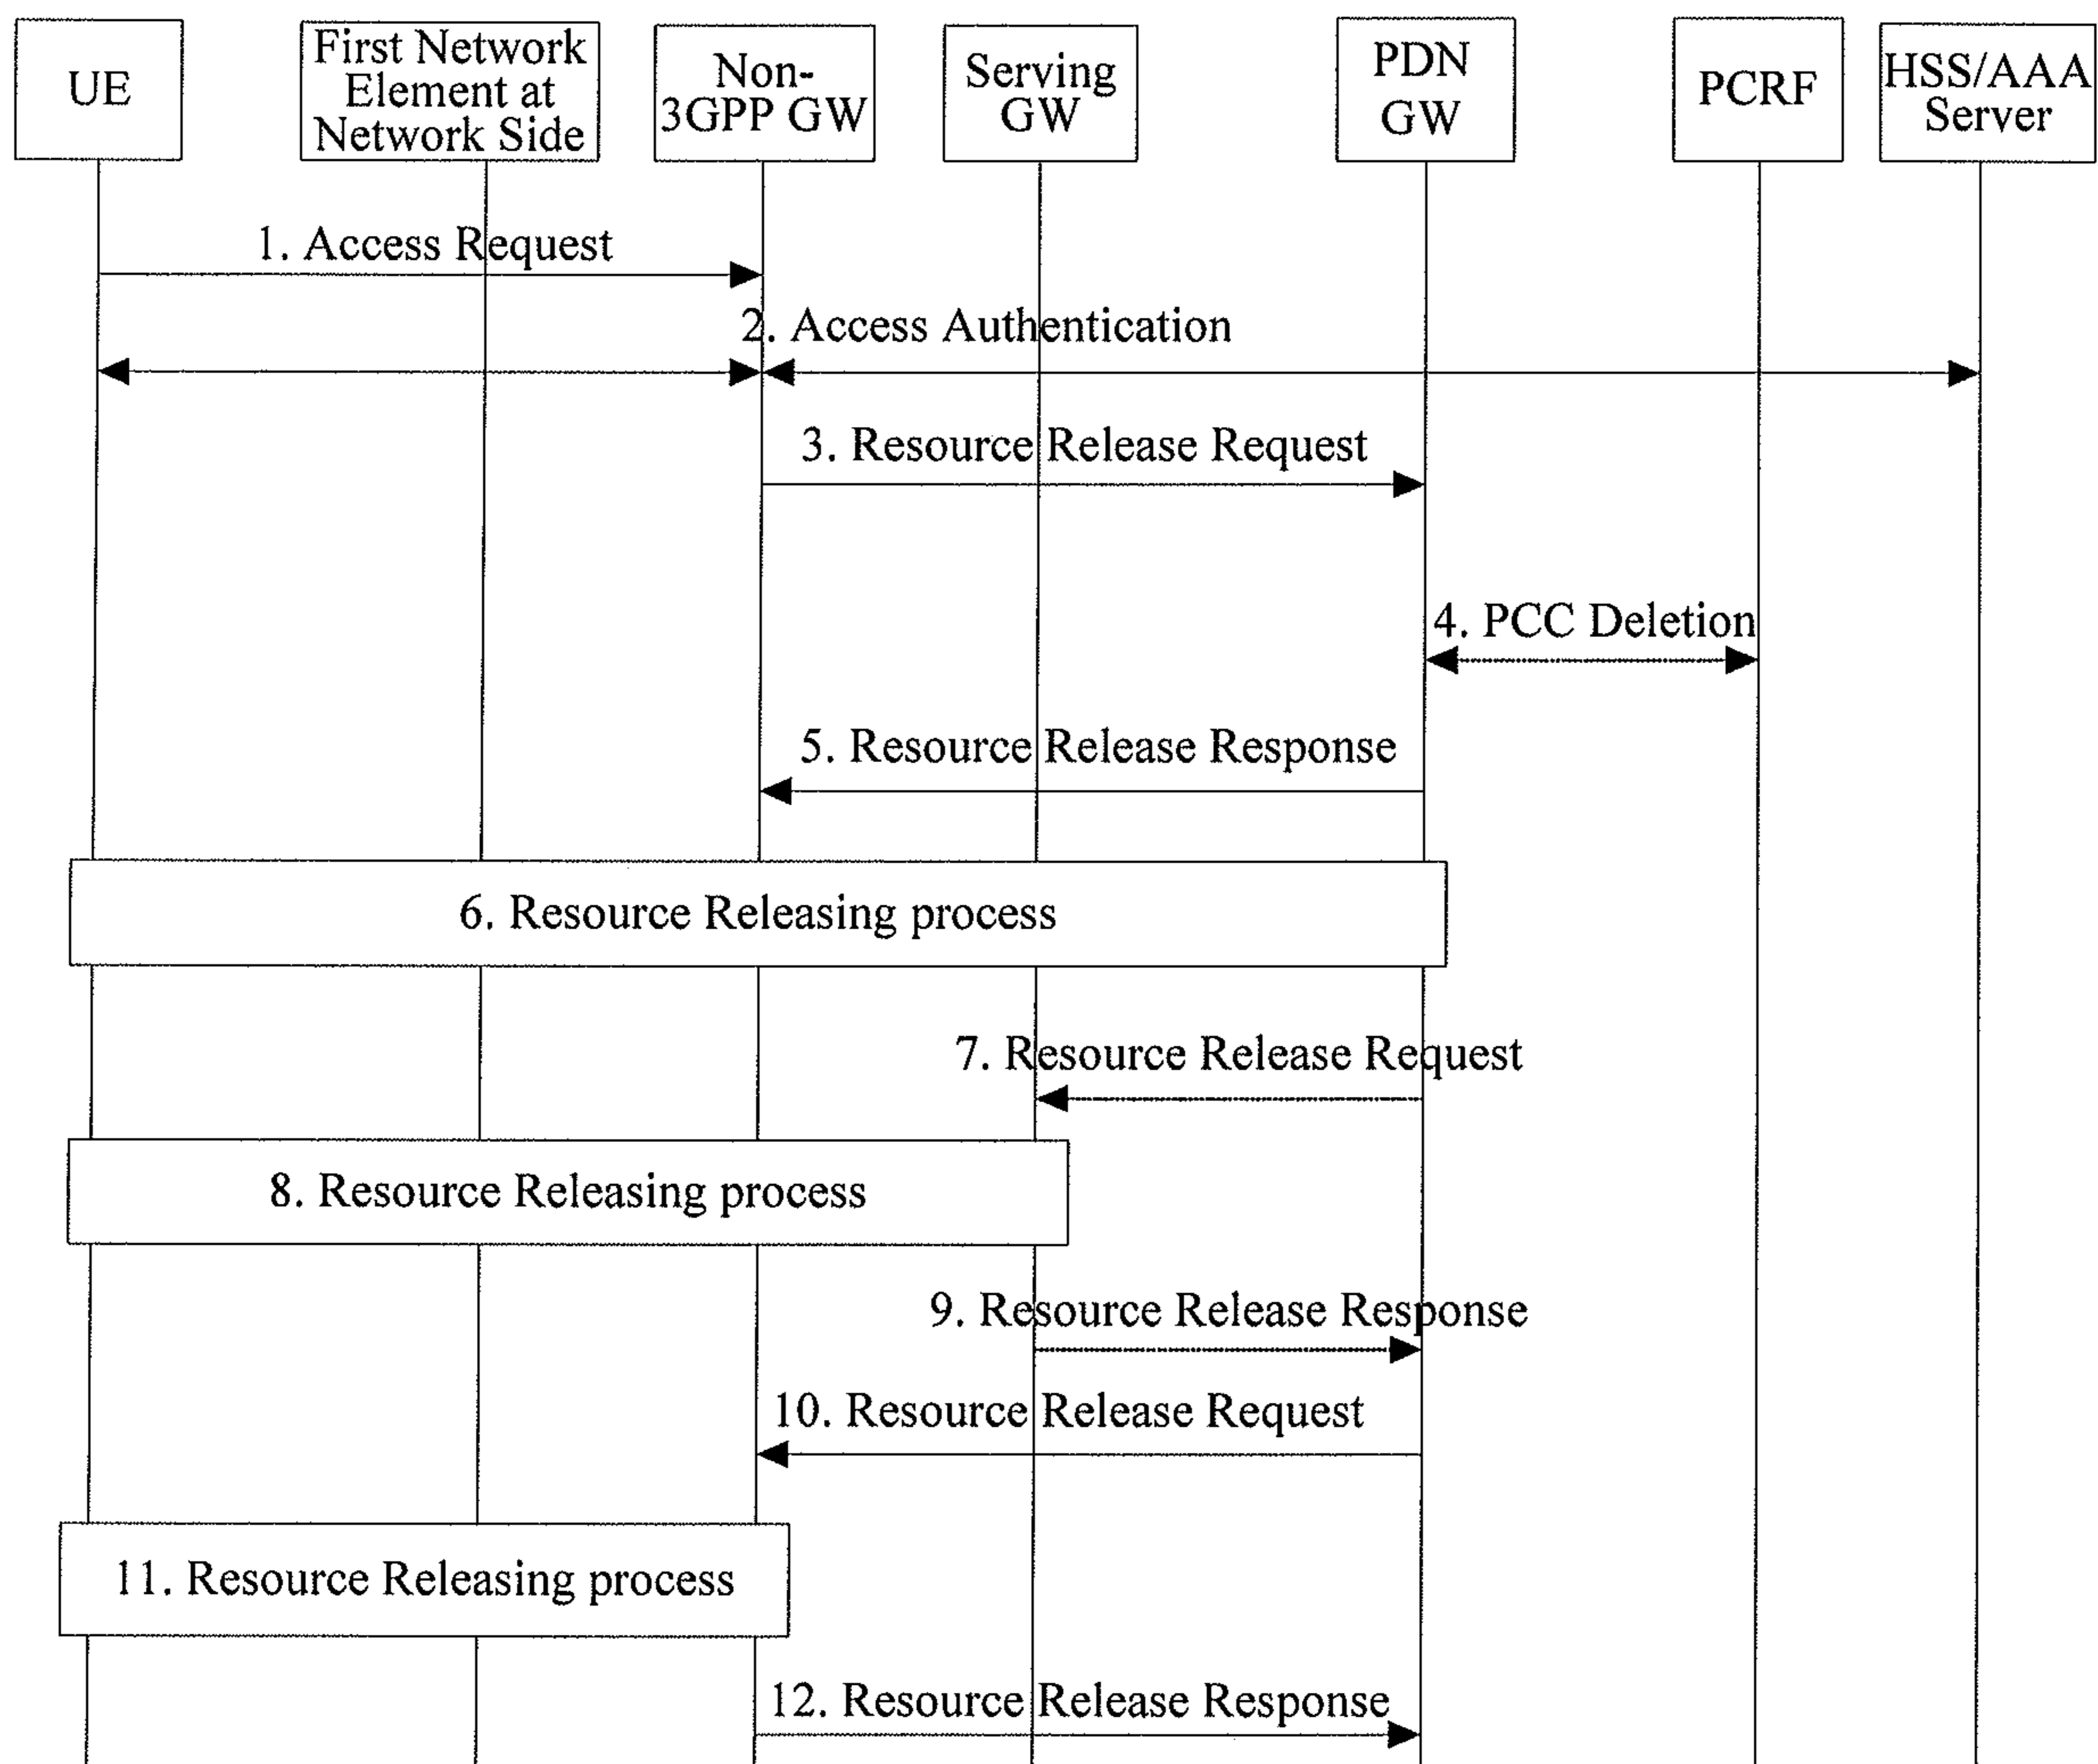 UE
First Network
Element at
Network Side
Non-
3GPP GW
Serving
GW
PDN
GW
PCRF
HSS/AAA
Server
1. Access Request
2. Access Authentication
3. Resource Release Request
4. PCC Deletion
5. Resource Release Response
6. Resource Releasing process
7. Resource Release Request
8. Resource Releasing process
9. Resource Release Response
10. Resource Release Request
11. Resource Releasing process
12. Resource Release Response